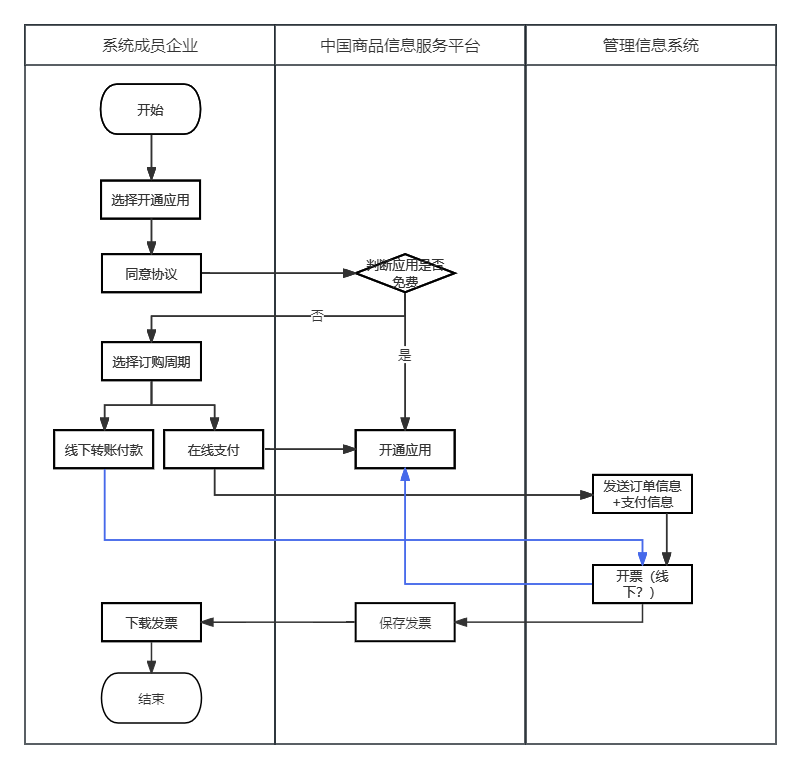 系统成员企业
中国商品信息服务平台
管理信息系统
开始
选择开通应用
同意协议
判断应用是否
免费
否
选择订购周期
是
线下转账付款
在线支付
开通应用
发送订单信息
+支付信息
开票（线
下？）
下载发票
保存发票
结束